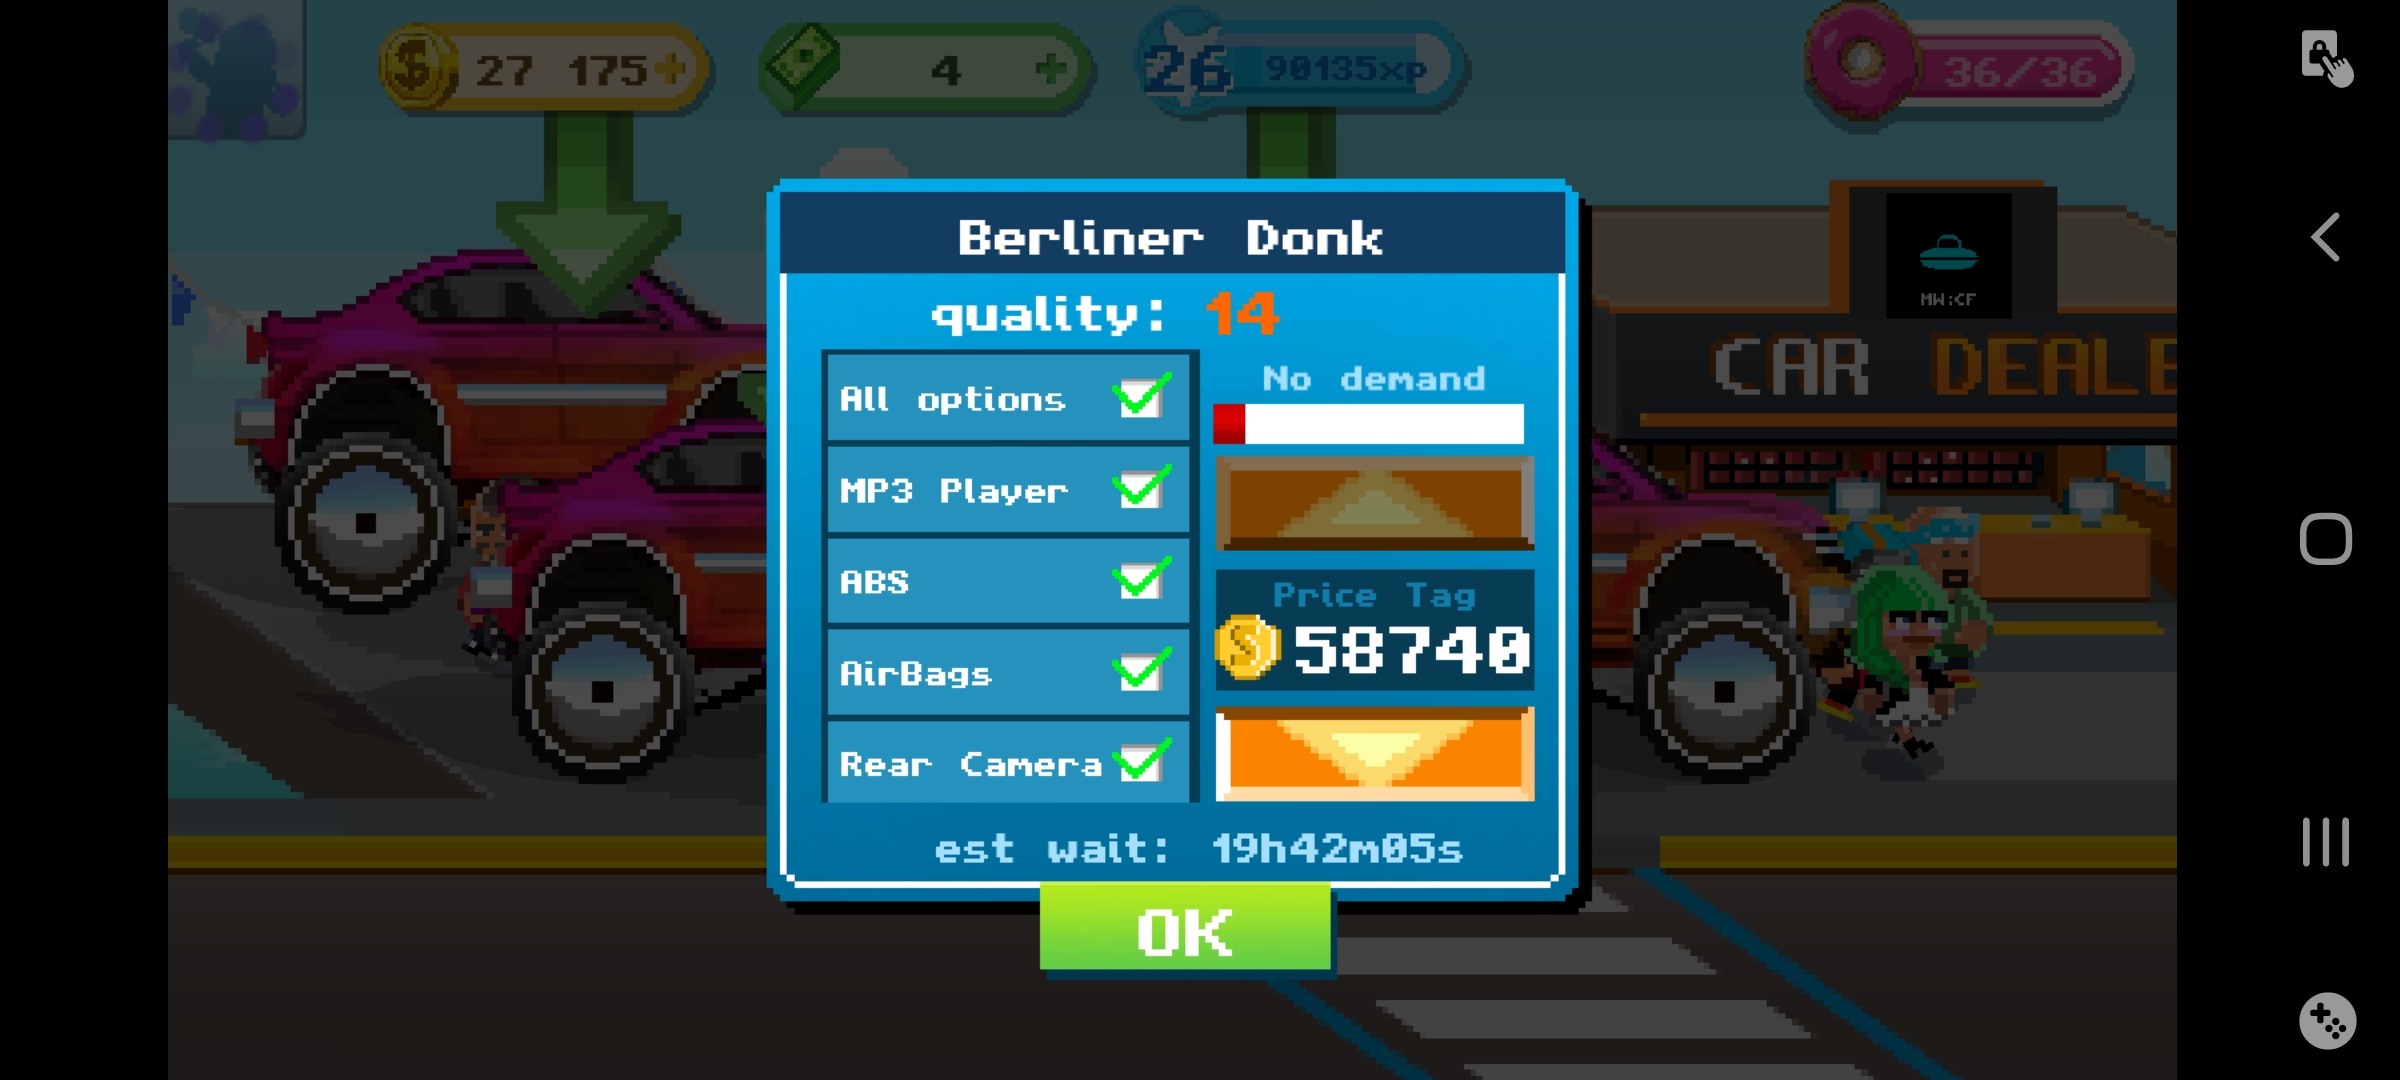 27 175
4
26
90135xp
36/36
Berliner Donk
quality: 14
All options
MP3 Player
ABS
AirBags
Rear Camera
No demand
Price Tag
58740
est wait: 19h42m05s
OK
MW:CF
CAR DEALE